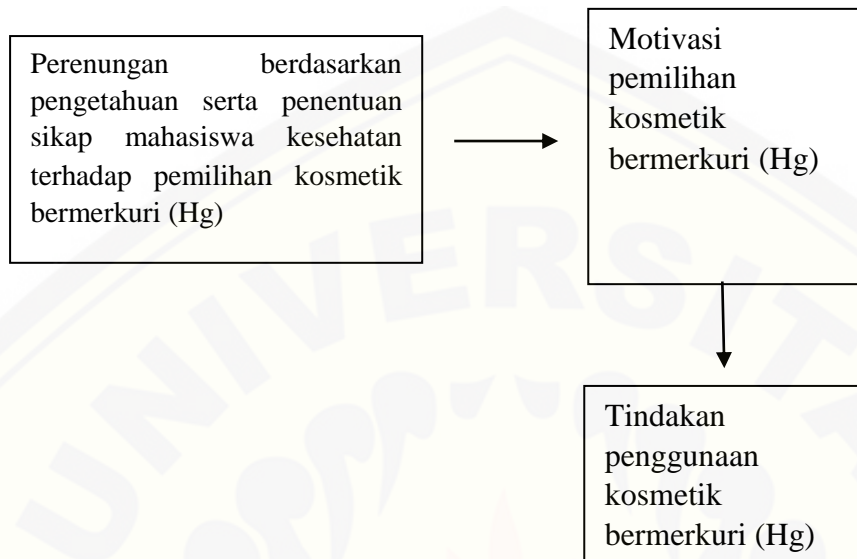 Perenungan berdasarkan
pengetahuan serta penentuan
sikap mahasiswa kesehatan
terhadap pemilihan kosmetik
bermerkuri (Hg)
Motivasi
pemilihan
kosmetik
bermerkuri (Hg)
Tindakan
penggunaan
kosmetik
bermerkuri (Hg)
UNIVERSITA